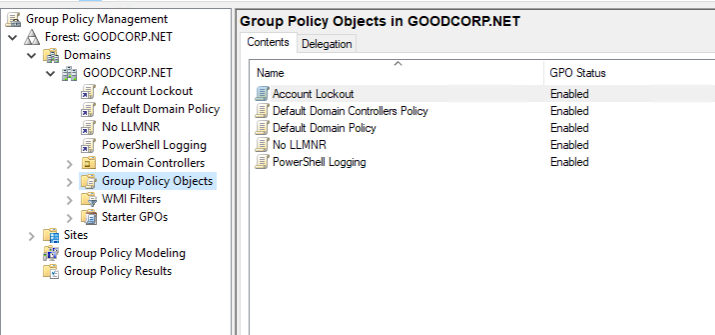 Group Policy Management
Forest: GOODCORP.NET
Domains
GOODCORP.NET
Account Lockout
Default Domain Policy
No LLMNR
PowerShell Logging
Domain Controllers
Group Policy Objects
WMI Filters
Starter GPOs
Sites
Group Policy Modeling
Group Policy Results
Group Policy Objects in GOODCORP.NET
Contents Delegation
Name GPO Status
Account Lockout Enabled
Default Domain Controllers Policy Enabled
Default Domain Policy Enabled
No LLMNR Enabled
PowerShell Logging Enabled